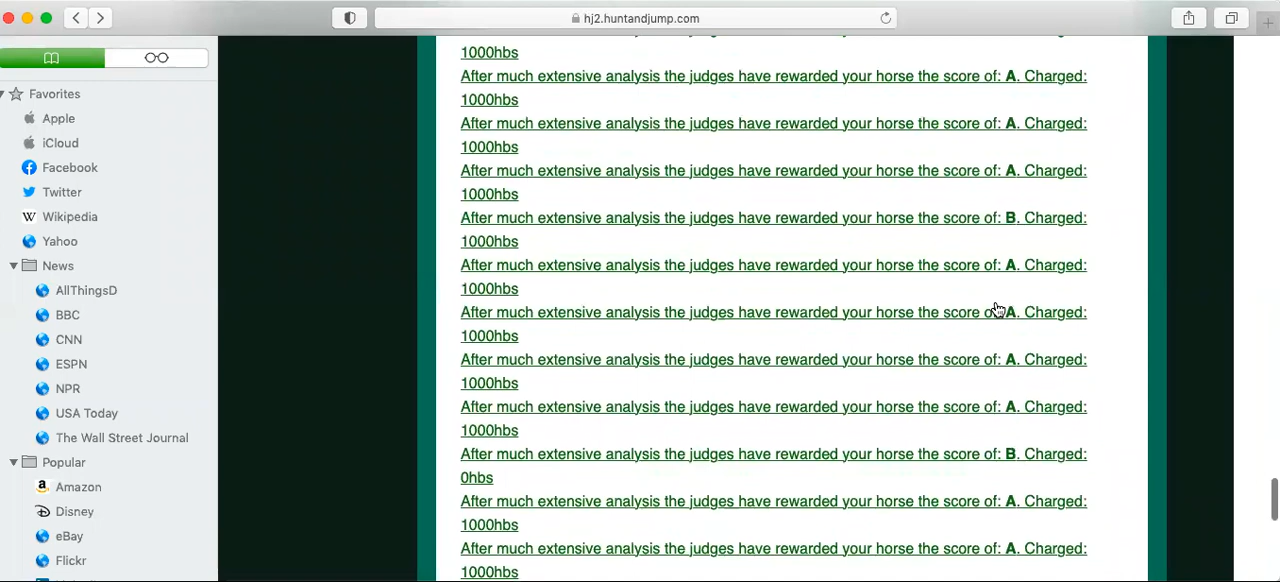 hj2.huntandjump.com
Favorites
Apple
iCloud
Facebook
Twitter
Wikipedia
Yahoo
News
AllThingsD
BBC
CNN
ESPN
NPR
USA Today
The Wall Street Journal
Popular
Amazon
Disney
eBay
Flickr
1000hbs
After much extensive analysis the judges have rewarded your horse the score of: A. Charged:
1000hbs
After much extensive analysis the judges have rewarded your horse the score of: A. Charged:
1000hbs
After much extensive analysis the judges have rewarded your horse the score of: A. Charged:
1000hbs
After much extensive analysis the judges have rewarded your horse the score of: B. Charged:
1000hbs
After much extensive analysis the judges have rewarded your horse the score of: A. Charged:
1000hbs
After much extensive analysis the judges have rewarded your horse the score of: A. Charged:
1000hbs
After much extensive analysis the judges have rewarded your horse the score of: A. Charged:
1000hbs
After much extensive analysis the judges have rewarded your horse the score of: A. Charged:
1000hbs
After much extensive analysis the judges have rewarded your horse the score of: B. Charged:
0hbs
After much extensive analysis the judges have rewarded your horse the score of: A. Charged:
1000hbs
After much extensive analysis the judges have rewarded your horse the score of: A. Charged:
1000hbs